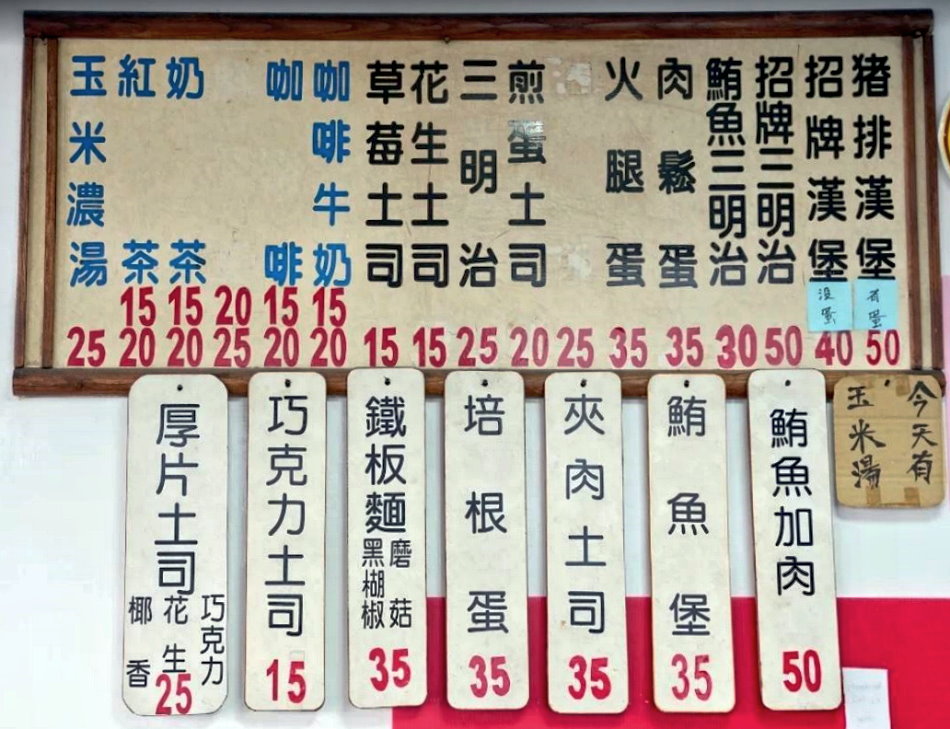 猪排漢堡
有蛋
50
招牌漢堡
没蛋
40
招牌三明治
50
鮪魚三明治
30
肉鬆蛋
35
火腿蛋
35
25
煎蛋土司
20
三明治
25
花生土司
15
草莓土司
15
咖啡牛奶
15
20
咖啡
15
20
20
25
奶茶
15
20
紅茶
15
20
玉米濃湯
25
今天有
玉米湯
鮪魚加肉
50
鮪魚堡
35
夾肉土司
35
培根蛋
35
鐵板麵
磨菇
黑椒椒
35
巧克力土司
15
厚片土司
巧克力
花生
椰香
25